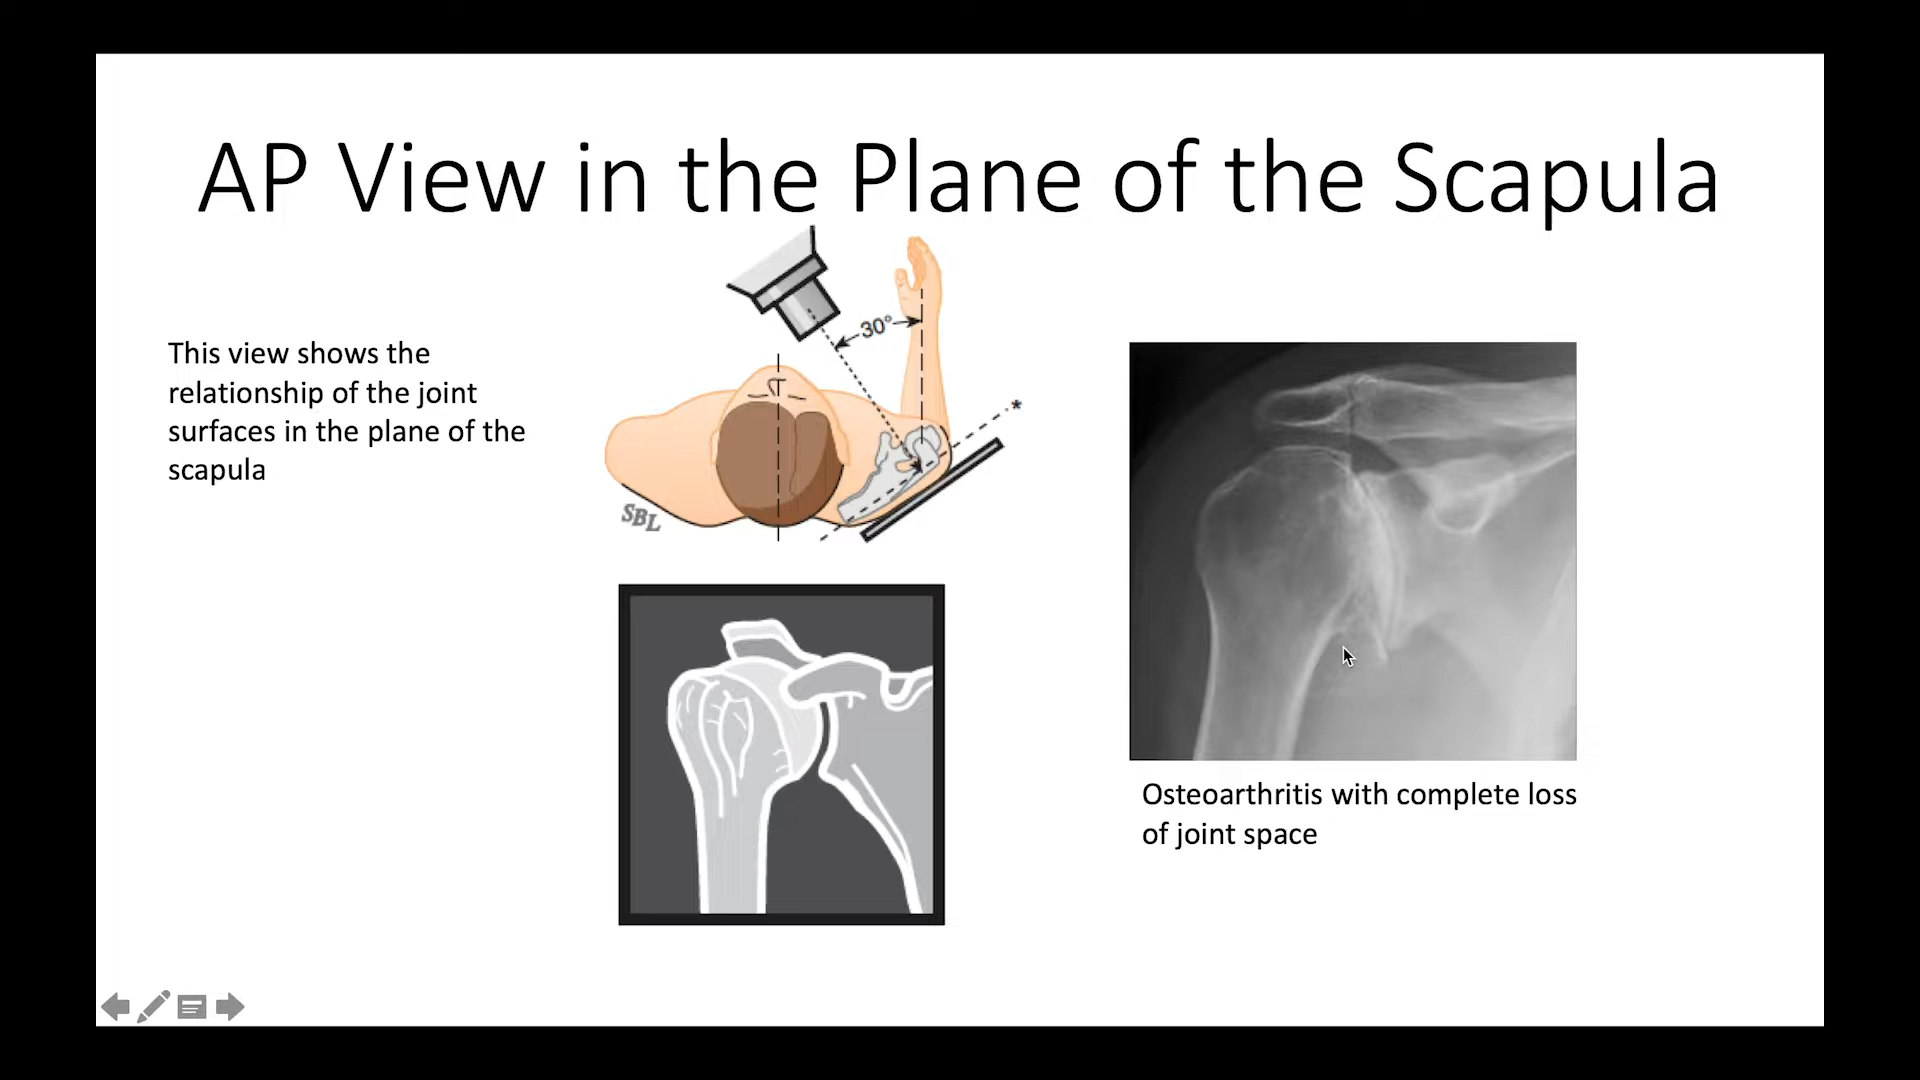 AP View in the Plane of the Scapula
This view shows the
relationship of the joint
surfaces in the plane of the
scapula
30°
*
SBL
Osteoarthritis with complete loss
of joint space